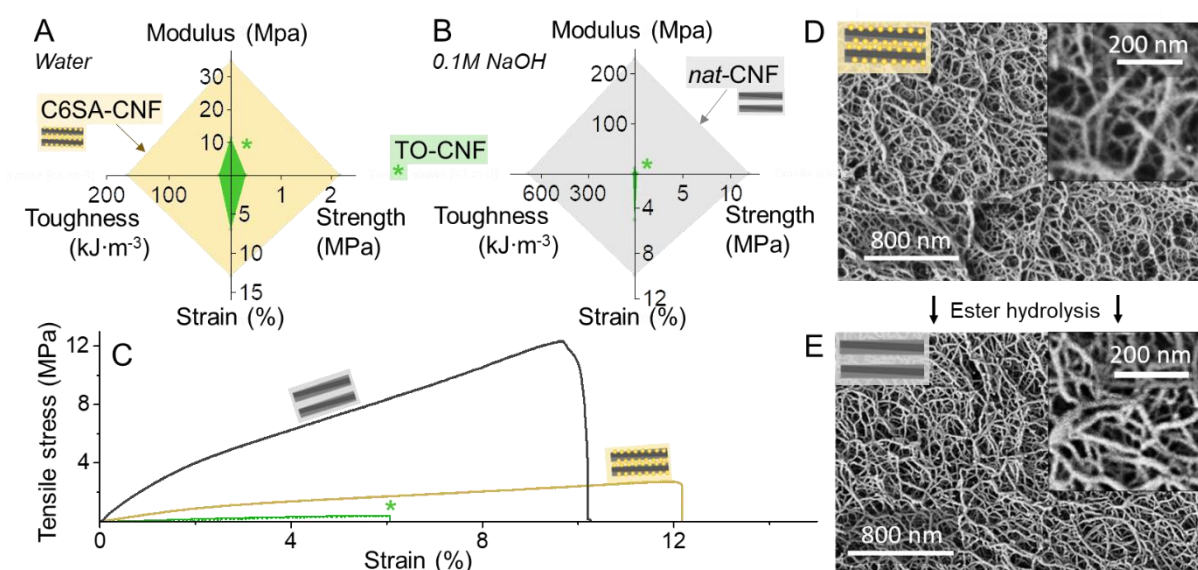 A
Modulus (Mpa)
Water
30
20
10
C6SA-CNF
*
200
100
1
2
Toughness
(kJ·m-3)
5
10
15
Strength
(MPa)
Strain (%)
B
Modulus (Mpa)
0.1M NaOH
200
100
nat-CNF
TO-CNF
*
*
600
300
5
10
Toughness
(kJ·m-3)
4
8
12
Strength
(MPa)
Strain (%)
C
Tensile stress (MPa)
12
8
4
*
0
4
8
12
Strain (%)
D
200 nm
800 nm
↓ Ester hydrolysis ↓
E
200 nm
800 nm